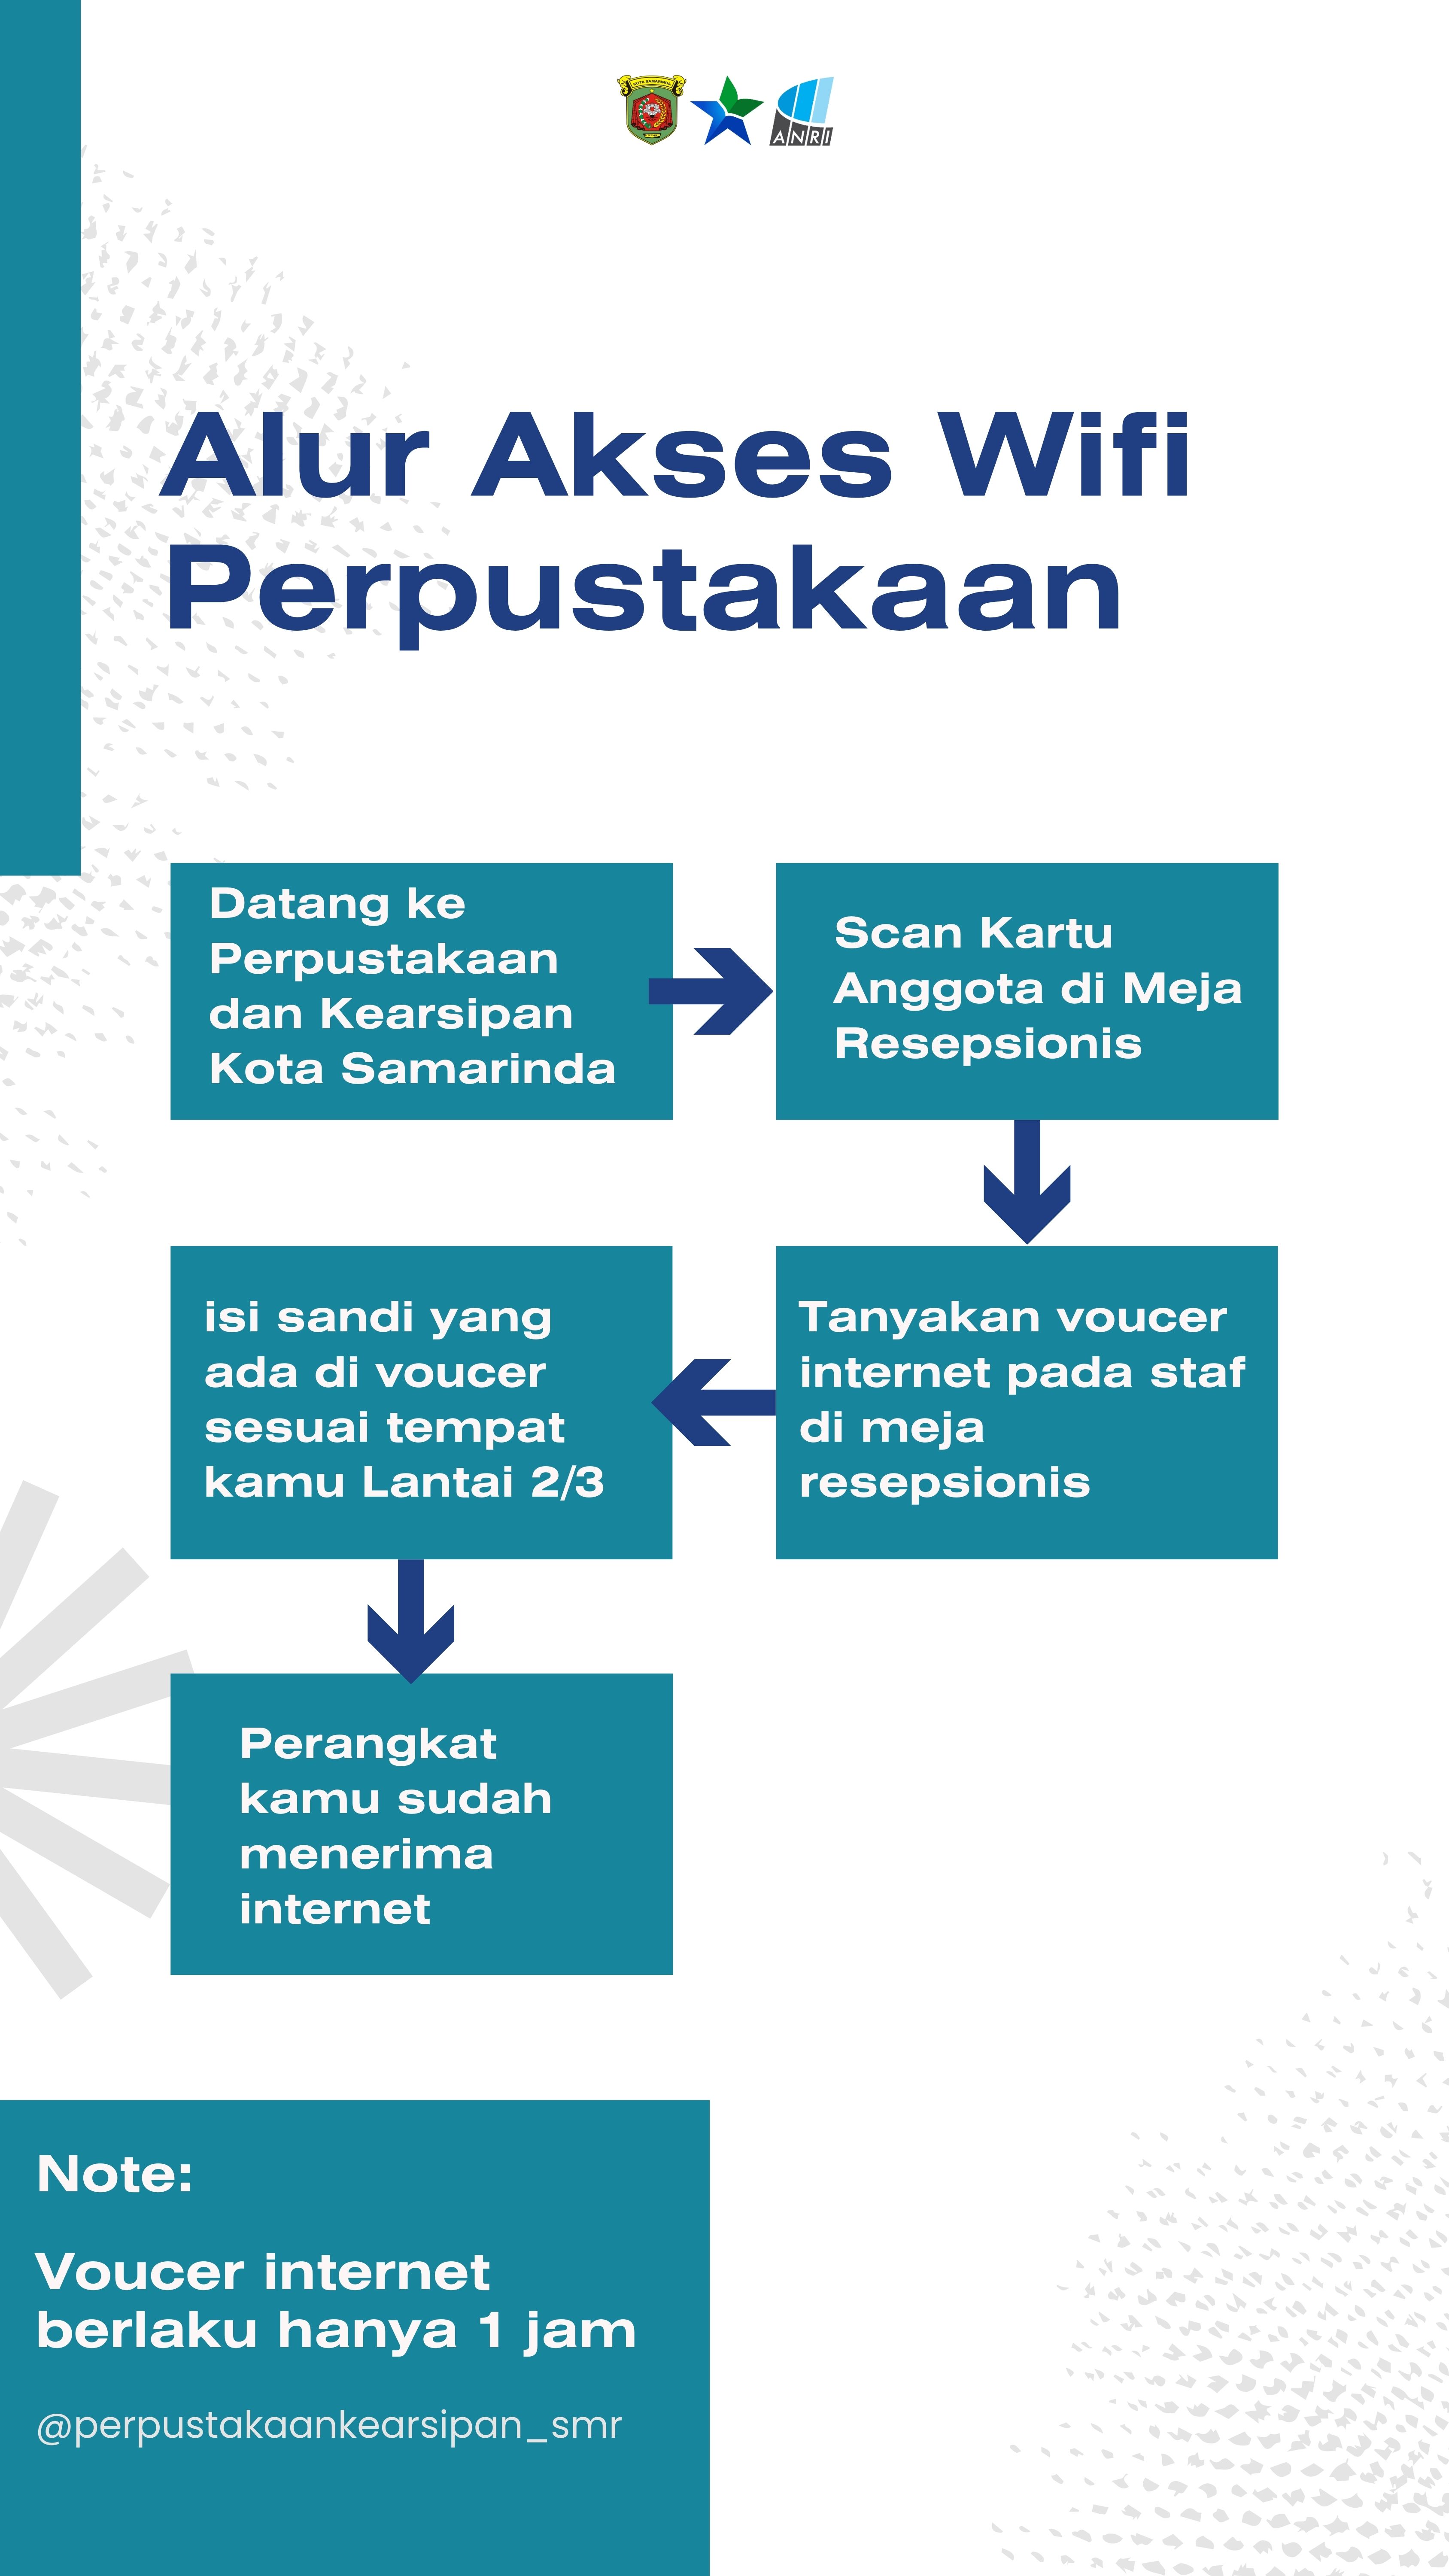 KOTA SAMARINDA
ANRI
Alur Akses Wifi
Perpustakaan
Datang ke
Perpustakaan
dan Kearsipan
Kota Samarinda
Scan Kartu
Anggota di Meja
Resepsionis
Tanyakan voucer
internet pada staf
di meja
resepsionis
isi sandi yang
ada di voucer
sesuai tempat
kamu Lantai 2/3
Perangkat
kamu sudah
menerima
internet
Note:
Voucer internet
berlaku hanya 1 jam
@perpustakaankearsipan_smr